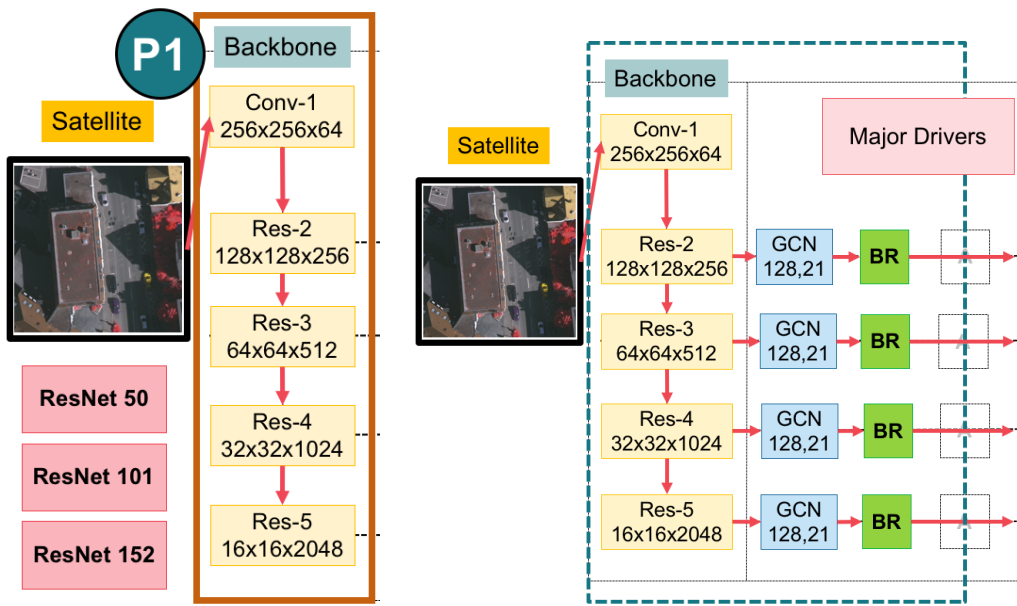 P1
Backbone
Satellite
Conv-1
256x256x64
Res-2
128x128x256
Res-3
64x64x512
Res-4
32x32x1024
Res-5
16x16x2048
ResNet 50
ResNet 101
ResNet 152
Backbone
Major Drivers
Satellite
Conv-1
256x256x64
Res-2
128x128x256
GCN
128,21
BR
Res-3
64x64x512
GCN
128,21
BR
Res-4
32x32x1024
GCN
128,21
BR
Res-5
16x16x2048
GCN
128,21
BR